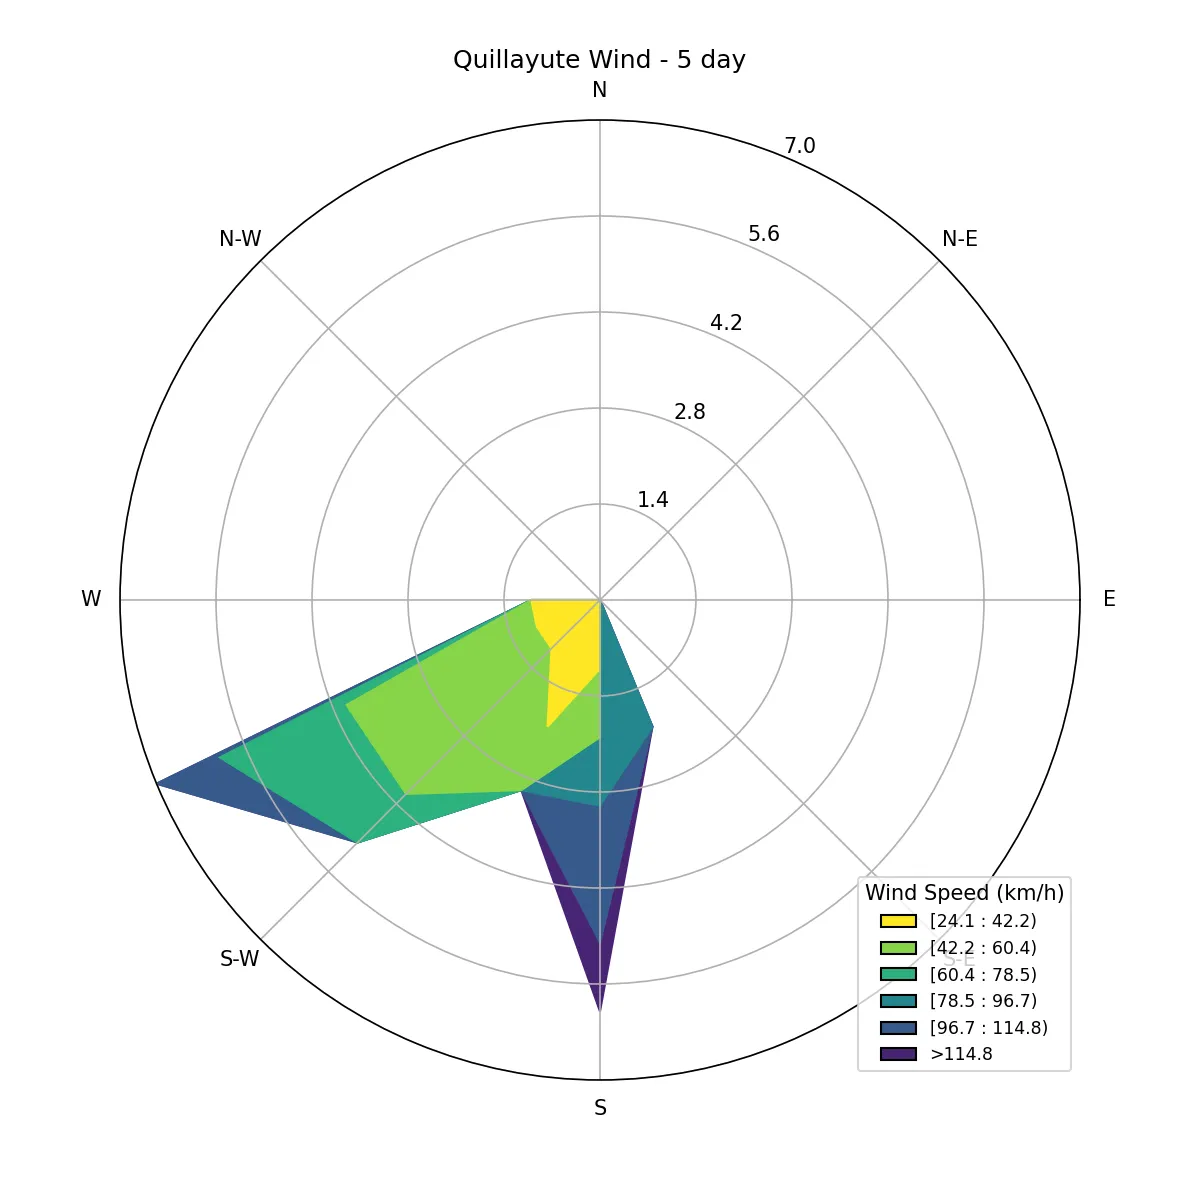 Quillayute Wind - 5 day
N
7.0
N-W
5.6
N-E
4.2
2.8
1.4
W
E
S-W
S-E
Wind Speed (km/h)
[24.1 : 42.2)
[42.2 : 60.4)
[60.4 : 78.5)
[78.5 : 96.7)
[96.7 : 114.8)
>114.8
S